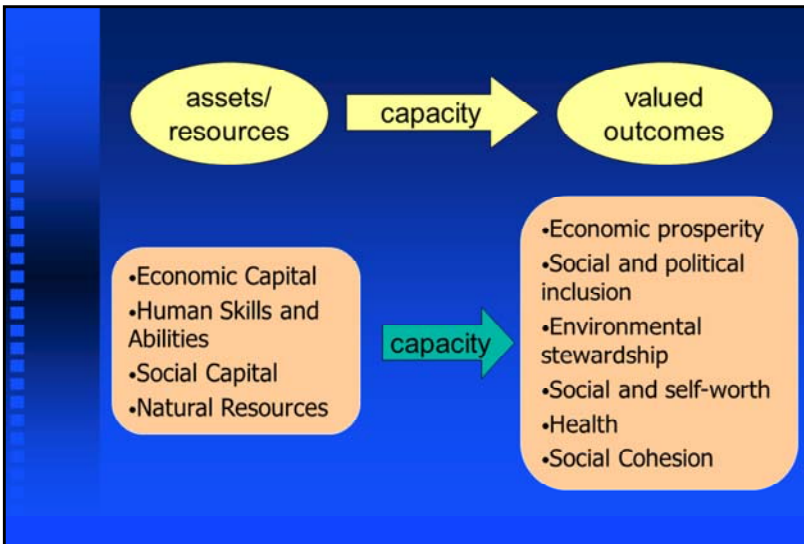 assets/
resources
capacity
valued
outcomes
•Economic Capital
•Human Skills and
Abilities
•Social Capital
•Natural Resources
capacity
•Economic prosperity
•Social and political
inclusion
•Environmental
stewardship
•Social and self-worth
•Health
•Social Cohesion